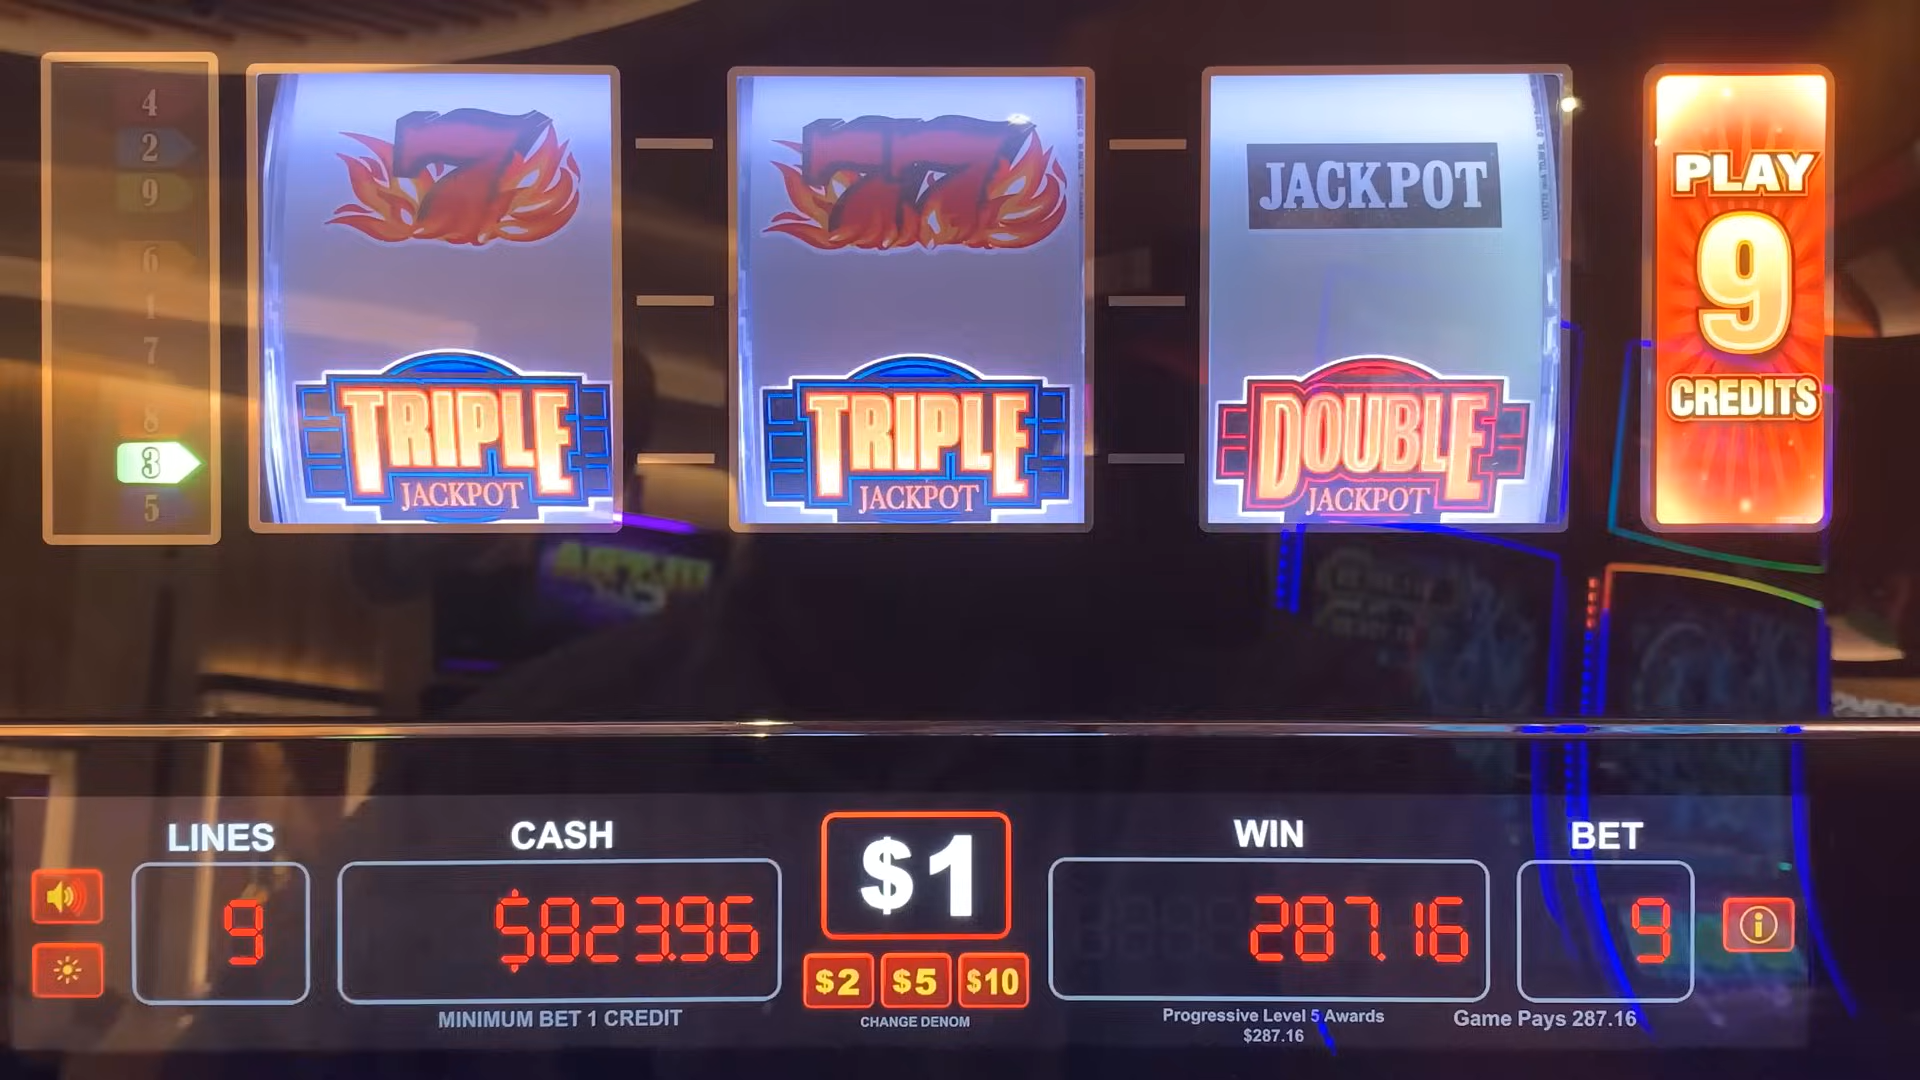 4
2
9
6
1
7
8
3
5
7
77
JACKPOT
TRIPLE
JACKPOT
TRIPLE
JACKPOT
DOUBLE
JACKPOT
PLAY
9
CREDITS
LINES
9
CASH
$823.96
MINIMUM BET 1 CREDIT
$1
$2 $5 $10
CHANGE DENOM
WIN
287.16
Progressive Level 5 Awards
$287.16
BET
9
Game Pays 287.16